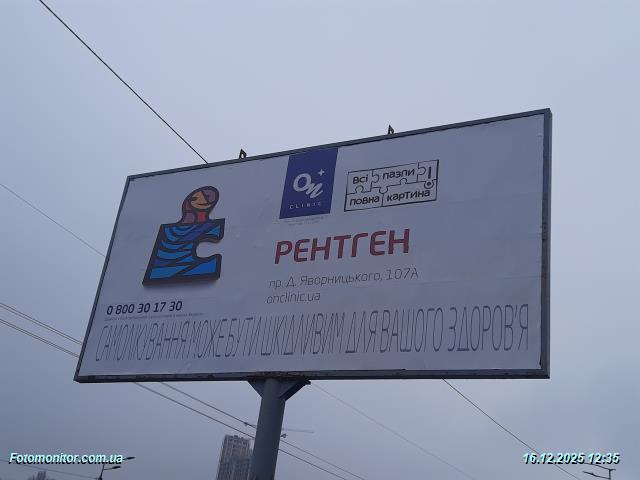 On+
CLINIC
Всі пазли
повна картина
РЕНТГЕН
пр. Д. Яворницького, 107А
onclinic.ua
0 800 30 17 30
САМОЛІКУВАННЯ МОЖЕ БУТИ ШКІДЛИВИМ ДЛЯ ВАШОГО ЗДОРОВ'Я
Fotomonitor.com.ua
16.12.2025 12:35